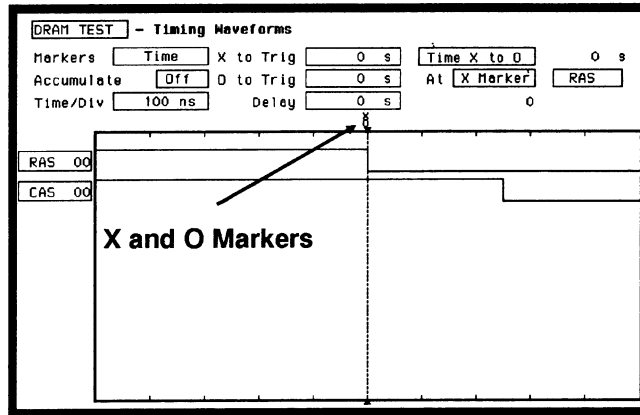 DRAM TEST - Timing Waveforms
Markers Time X to Trig 0 s Time X to O 0 s
Accumulate Off O to Trig 0 s At X Marker RAS
Time/Div 100 ns Delay 0 s 0
X
O
RAS 00
CAS 00
X and O Markers